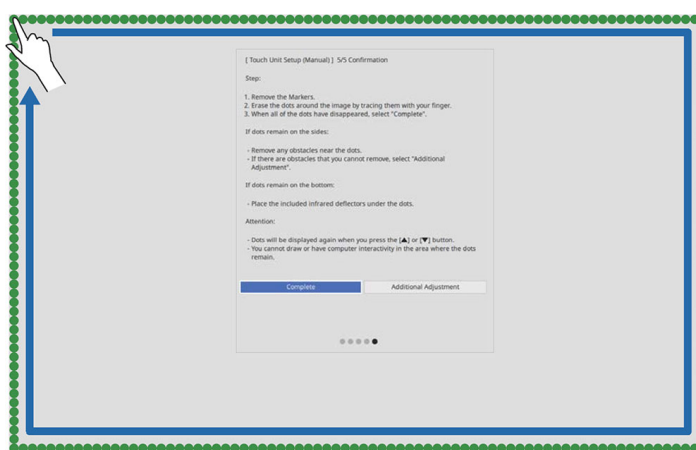 [ Touch Unit Setup (Manual) ] 5/5 Confirmation
Step:
1. Remove the Markers.
2. Erase the dots around the image by tracing them with your finger.
3. When all of the dots have disappeared, select "Complete".
If dots remain on the sides:
- Remove any obstacles near the dots.
- If there are obstacles that you cannot remove, select "Additional
Adjustment".
If dots remain on the bottom:
- Place the included infrared deflectors under the dots.
Attention:
- Dots will be displayed again when you press the [▲] or [▼] button.
- You cannot draw or have computer interactivity in the area where the dots
remain.
Complete Additional Adjustment